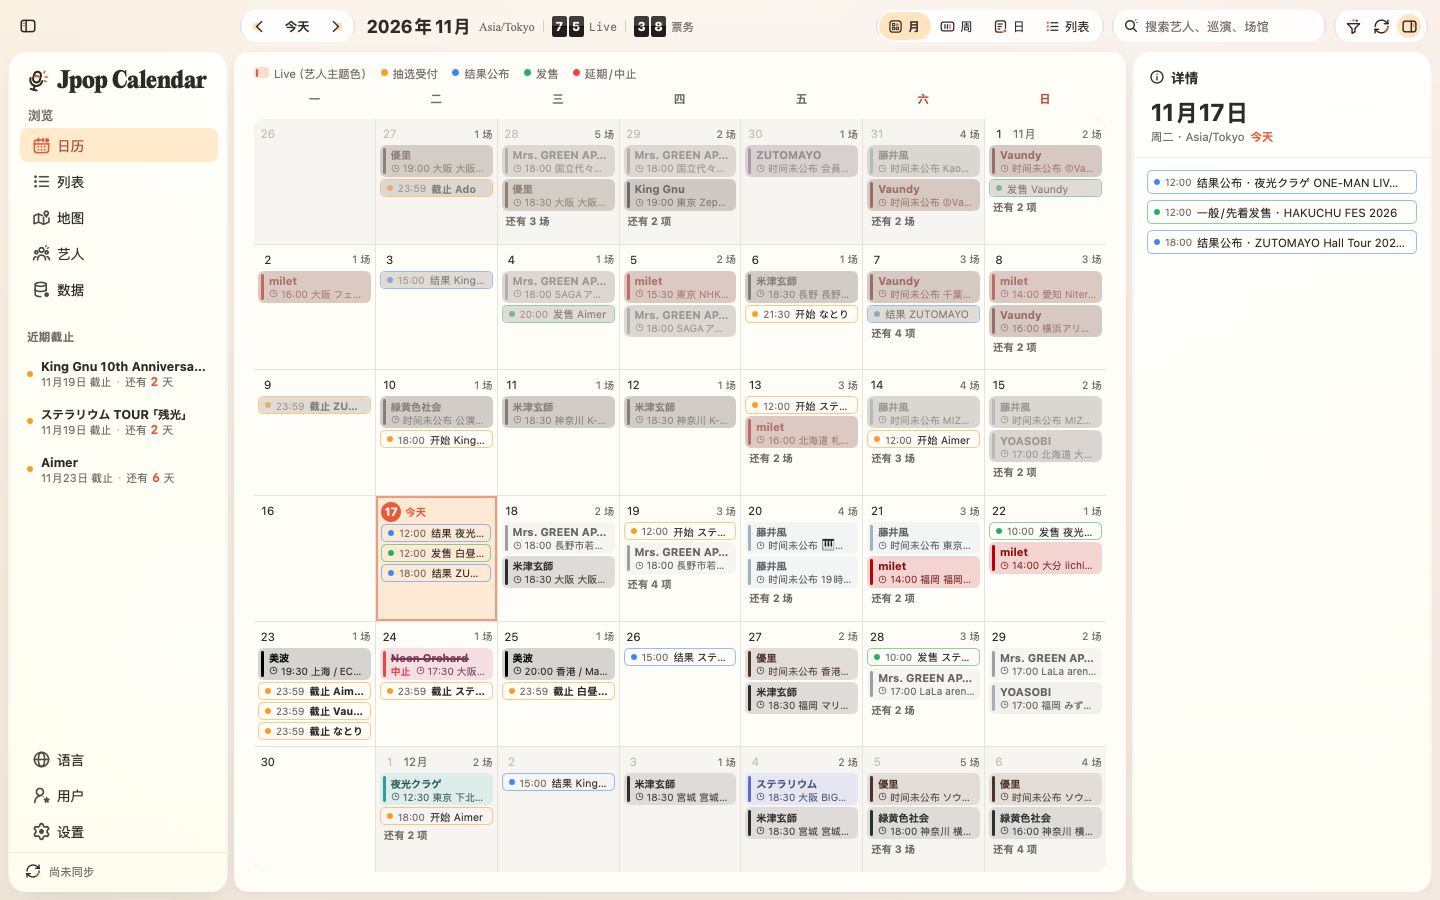 今天
2026年 11月
Asia/Tokyo
75 Live
38 票务
月
周
日
列表
搜索艺人、巡演、场馆
Jpop Calendar
浏览
日历
列表
地图
艺人
数据
近期截止
King Gnu 10th Anniversa...
11月19日 截止 · 还有 2 天
ステラリウム TOUR「残光」
11月19日 截止 · 还有 2 天
Aimer
11月23日 截止 · 还有 6 天
语言
用户
设置
尚未同步
Live (艺人主题色)
抽选受付
结果公布
发售
延期/中止
一 二 三 四 五 六 日
26
27 1 场
優里
19:00 大阪 大阪...
23:59 截止 Ado
28 5 场
Mrs. GREEN AP...
18:00 国立代々...
優里
18:30 大阪 大阪...
还有 3 场
29 2 场
Mrs. GREEN AP...
18:00 国立代々...
King Gnu
19:00 東京 Zep...
还有 2 项
30 1 场
ZUTOMAYO
时间未公布 会員...
31 4 场
藤井風
时间未公布 Kao...
Vaundy
时间未公布 ©Va...
还有 2 场
1 11月 2 场
Vaundy
时间未公布 ©Va...
发售 Vaundy
还有 2 项
2 1 场
milet
16:00 大阪 フェ...
3
15:00 结果 King...
4 1 场
Mrs. GREEN AP...
18:00 SAGAア...
20:00 发售 Aimer
5 2 场
milet
15:30 東京 NHK...
Mrs. GREEN AP...
18:00 SAGAア...
6 1 场
米津玄師
18:30 長野 長野...
21:30 开始 なとり
7 3 场
Vaundy
时间未公布 千葉...
结果 ZUTOMAYO
还有 4 项
8 3 场
milet
14:00 愛知 Niter...
Vaundy
16:00 横浜アリ...
还有 2 项
9
23:59 截止 ZU...
10 1 场
緑黄色社会
时间未公布 公演...
18:00 开始 King...
11 1 场
米津玄師
18:30 神奈川 K-...
12 1 场
米津玄師
18:30 神奈川 K-...
13 3 场
12:00 开始 ステ...
milet
16:00 北海道 札...
还有 2 场
14 4 场
藤井風
时间未公布 MIZ...
12:00 开始 Aimer
还有 3 场
15 2 场
藤井風
时间未公布 MIZ...
YOASOBI
17:00 北海道 大...
还有 2 项
16
17 今天
12:00 结果 夜光...
12:00 发售 白昼...
18:00 结果 ZU...
18 2 场
Mrs. GREEN AP...
18:00 長野市若...
米津玄師
18:30 大阪 大阪...
19 3 场
12:00 开始 ステ...
Mrs. GREEN AP...
18:00 長野市若...
还有 4 项
20 4 场
藤井風
时间未公布 🎹...
藤井風
时间未公布 19時...
还有 2 场
21 3 场
藤井風
时间未公布 東京...
milet
14:00 福岡 福岡...
还有 2 项
22 1 场
10:00 发售 夜光...
milet
14:00 大分 iichi...
23 1 场
美波
19:30 上海 / EC...
23:59 截止 Aim...
23:59 截止 Vau...
23:59 截止 なとり
24 1 场
Neon Orchard
中止 17:30 大阪...
23:59 截止 ステ...
25 1 场
美波
20:00 香港 / Ma...
23:59 截止 白昼...
26
15:00 结果 ステ...
27 2 场
優里
时间未公布 香港...
米津玄師
18:30 福岡 マリ...
28 3 场
10:00 发售 ステ...
Mrs. GREEN AP...
17:00 LaLa aren...
还有 2 场
29 2 场
Mrs. GREEN AP...
17:00 LaLa aren...
YOASOBI
17:00 福岡 みず...
30
1 12月 2 场
夜光クラゲ
12:30 東京 下北...
18:00 开始 Aimer
还有 2 项
2
15:00 结果 King...
3 1 场
米津玄師
18:30 宮城 宮城...
4 2 场
ステラリウム
18:30 大阪 BIG...
米津玄師
18:30 宮城 宮城...
5 5 场
優里
时间未公布 ソウ...
緑黄色社会
18:00 神奈川 横...
还有 3 场
6 4 场
優里
时间未公布 ソウ...
緑黄色社会
16:00 神奈川 横...
还有 4 项
详情
11月17日
周二 · Asia/Tokyo 今天
12:00 结果公布 · 夜光クラゲ ONE-MAN LIV...
12:00 一般/先着发售 · HAKUCHU FES 2026
18:00 结果公布 · ZUTOMAYO Hall Tour 202...